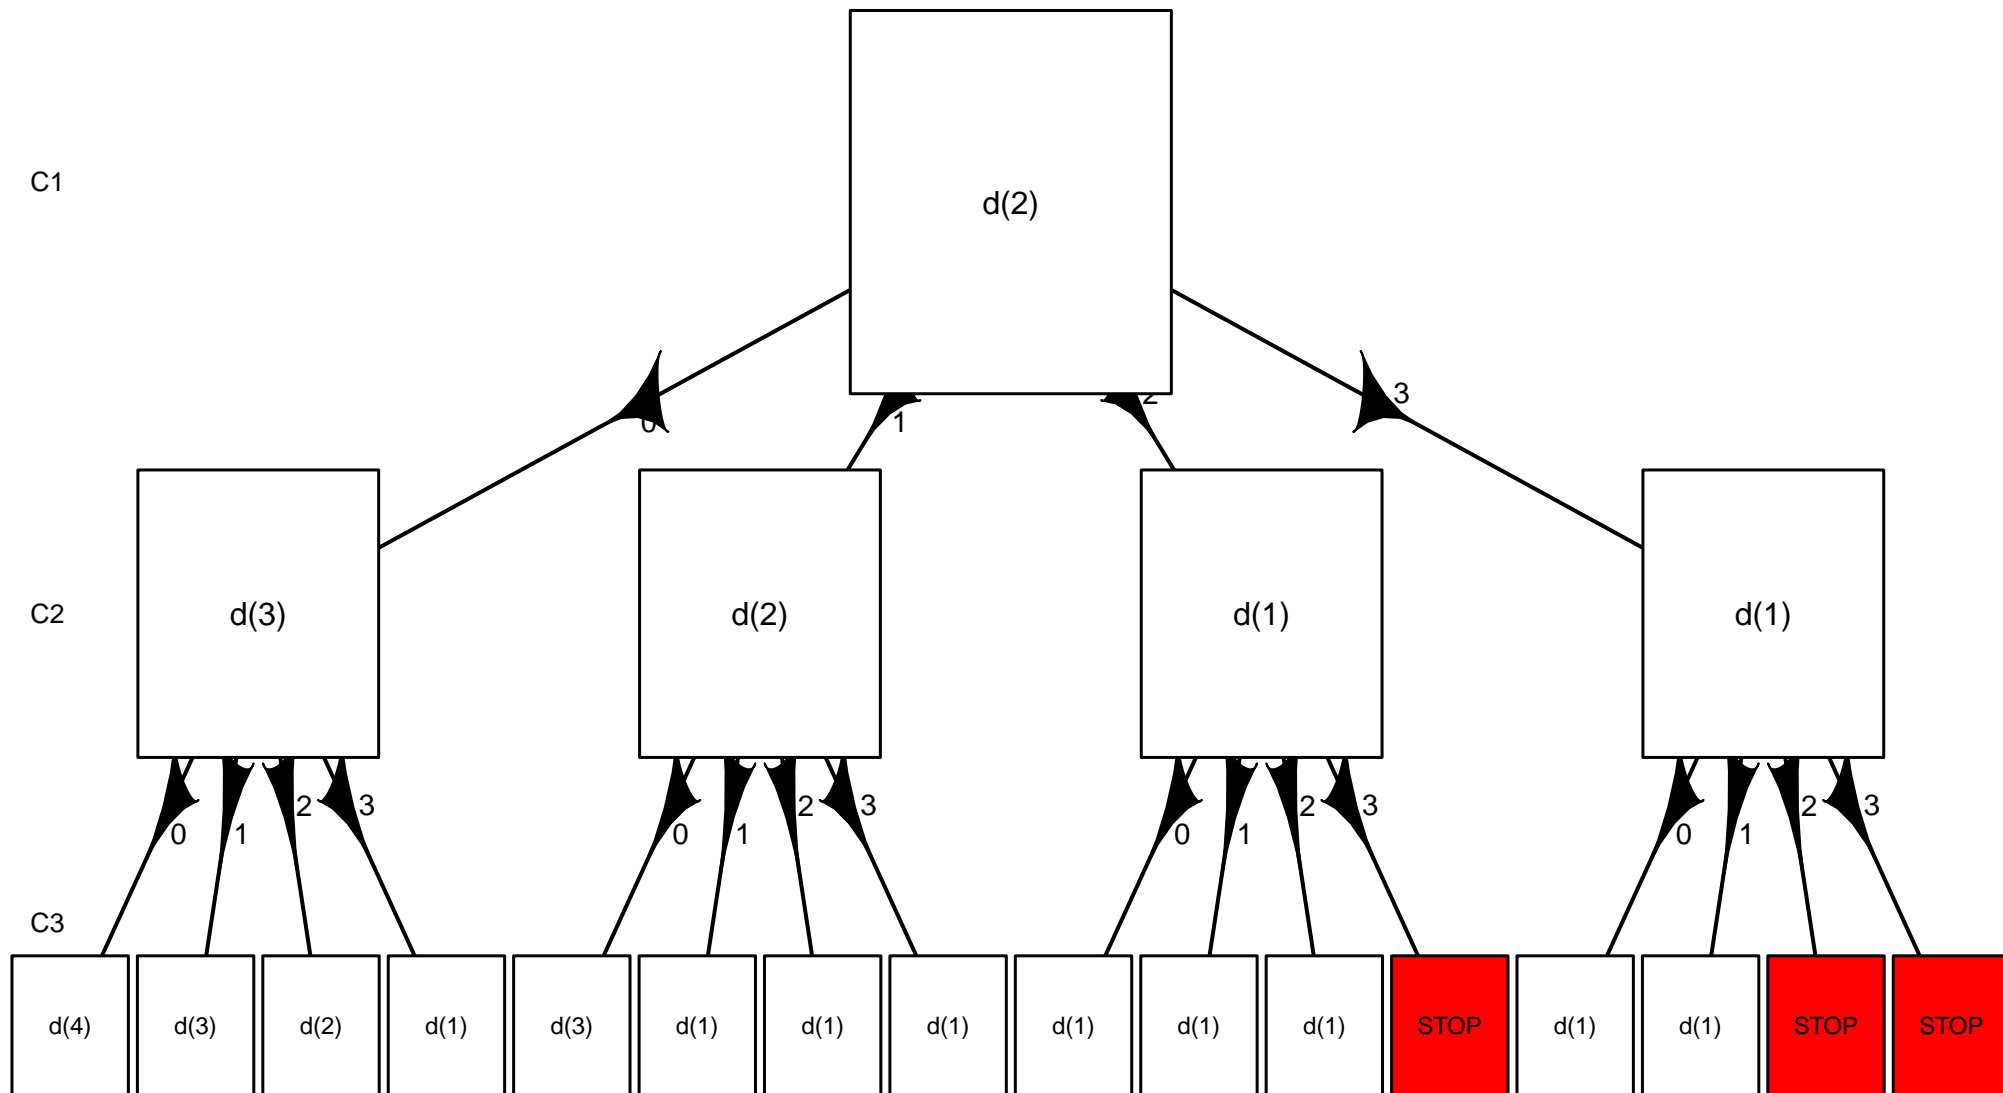 C1
d(2)
0
1
2
3
C2
d(3)
d(2)
d(1)
d(1)
0
1
2
3
0
1
2
3
0
1
2
3
0
1
2
3
C3
d(4)
d(3)
d(2)
d(1)
d(3)
d(1)
d(1)
d(1)
d(1)
d(1)
d(1)
STOP
d(1)
d(1)
STOP
STOP